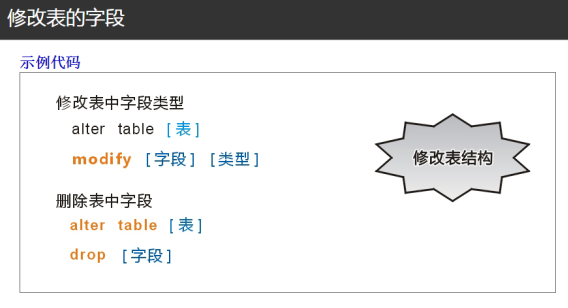 修改表的字段
示例代码
修改表中字段类型
alter table [表]
modify [字段] [类型]
修改表结构
删除表中字段
alter table [表]
drop [字段]